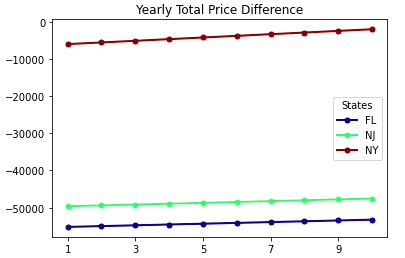 Yearly Total Price Difference
0
−10000
−20000
−30000
−40000
−50000
States
FL
NJ
NY
1 3 5 7 9